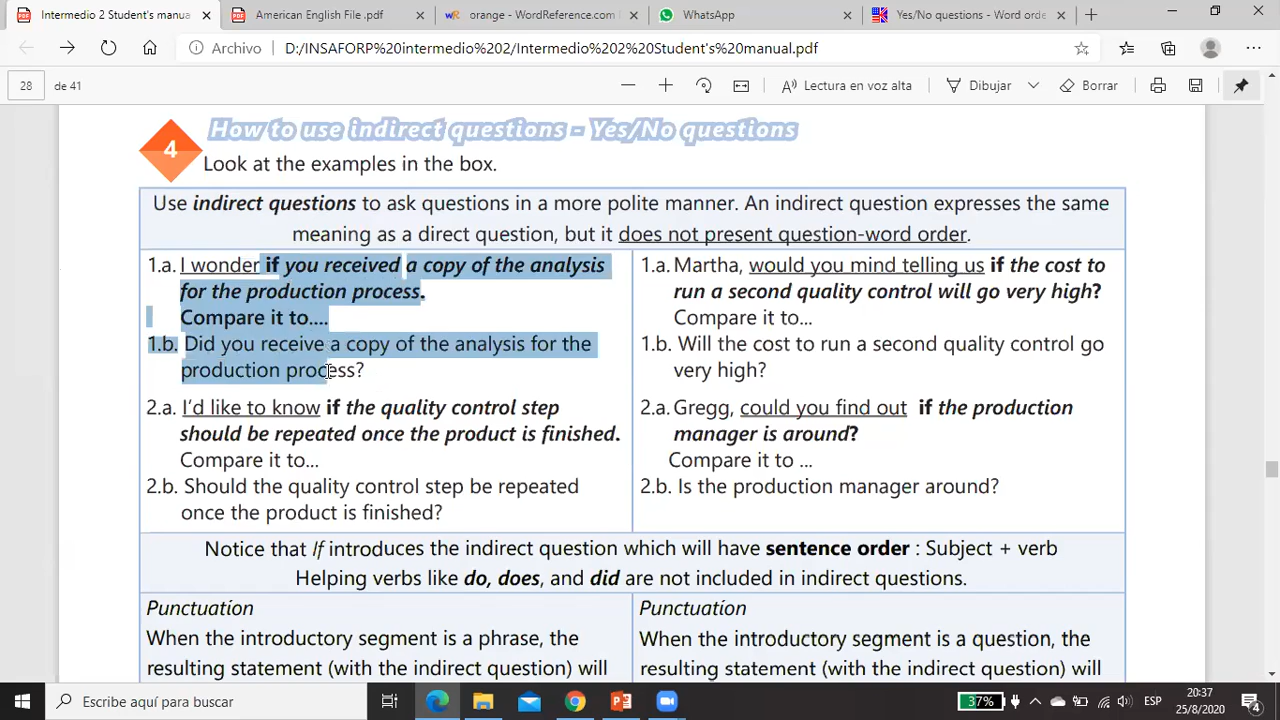 Intermedio 2 Student's manua
American English File .pdf
orange - WordReference.com
WhatsApp
Yes/No questions - Word orde
Archivo
D:/INSAFORP%20intermedio%202/Intermedio%202%20Student's%20manual.pdf
28
de 41
Lectura en voz alta
Dibujar
Borrar
4
How to use indirect questions - Yes/No questions
Look at the examples in the box.
Use indirect questions to ask questions in a more polite manner. An indirect question expresses the same
meaning as a direct question, but it does not present question-word order.
1.a. I wonder if you received a copy of the analysis
for the production process.
Compare it to....
1.b. Did you receive a copy of the analysis for the
production process?
2.a. I'd like to know if the quality control step
should be repeated once the product is finished.
Compare it to...
2.b. Should the quality control step be repeated
once the product is finished?
1.a. Martha, would you mind telling us if the cost to
run a second quality control will go very high?
Compare it to...
1.b. Will the cost to run a second quality control go
very high?
2.a. Gregg, could you find out if the production
manager is around?
Compare it to ...
2.b. Is the production manager around?
Notice that If introduces the indirect question which will have sentence order : Subject + verb
Helping verbs like do, does, and did are not included in indirect questions.
Punctuation
When the introductory segment is a phrase, the
resulting statement (with the indirect question) will
Punctuation
When the introductory segment is a question, the
resulting statement (with the indirect question) will
Escribe aquí para buscar
37%
ESP
20:37
25/8/2020
4